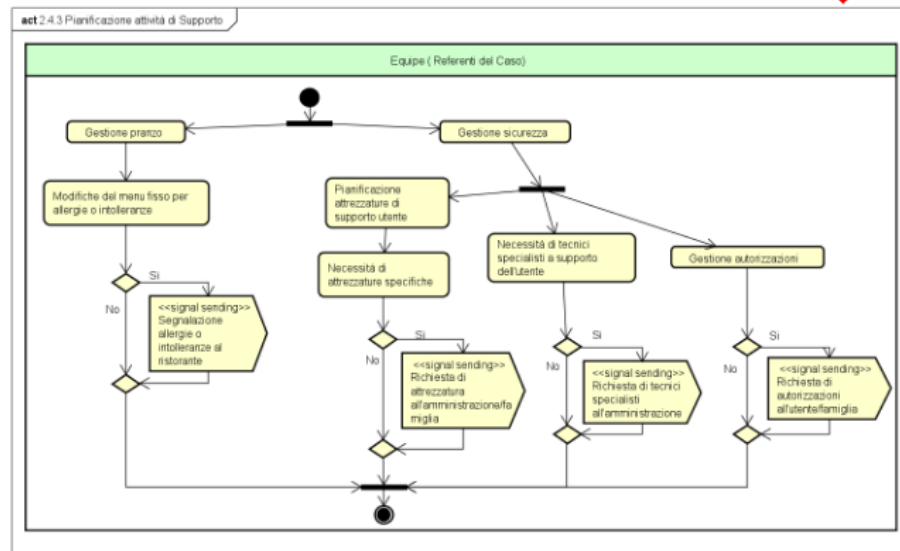 act 2.4.3 Pianificazione attività di Supporto
Equipe ( Referenti del Caso)
Gestione pranzo
Gestione sicurezza
Modifiche del menu fisso per
allergie o intolleranze
Pianificazione
attrezzature di
supporto utente
Necessità di tecnici
specialisti a supporto
dell'utente
Gestione autorizzazioni
Necessità di
attrezzature specifiche
Si
No
<<signal sending>>
Segnalazione
allergie o
intolleranze al
ristorante
Si
No
<<signal sending>>
Richiesta di
attrezzatura
all'amministrazione/fa
miglia
Si
No
<<signal sending>>
Richiesta di tecnici
specialisti
all'amministrazione
Si
No
<<signal sending>>
Richiesta di
autorizzazioni
all'utente/famiglia